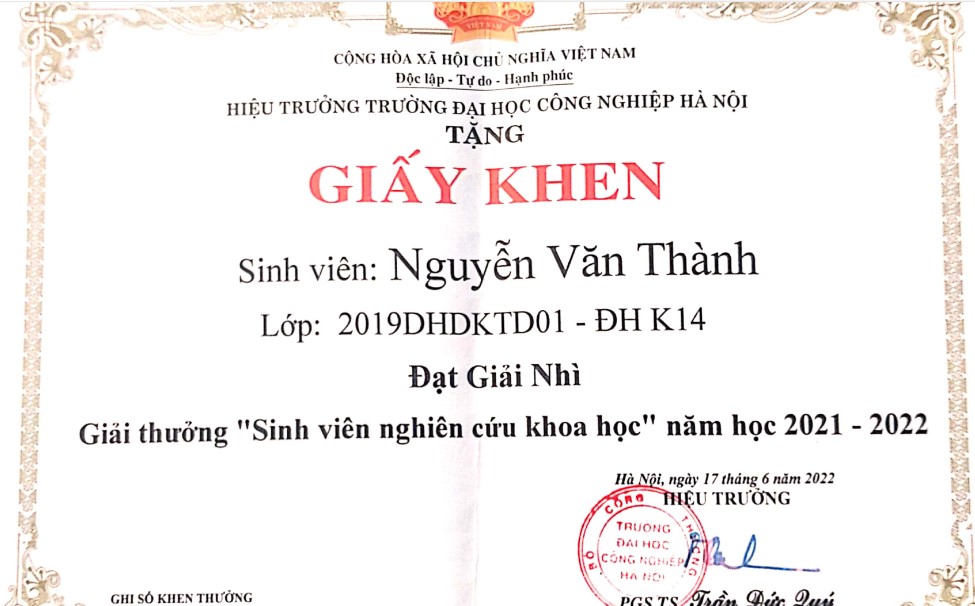 VIỆT NAM
CỘNG HÒA XÃ HỘI CHỦ NGHĨA VIỆT NAM
Độc lập - Tự do - Hạnh phúc
HIỆU TRƯỞNG TRƯỜNG ĐẠI HỌC CÔNG NGHIỆP HÀ NỘI
TẶNG
GIẤY KHEN
Sinh viên: Nguyễn Văn Thành
Lớp: 2019DHDKTD01 - ĐH K14
Đạt Giải Nhì
Giải thưởng "Sinh viên nghiên cứu khoa học" năm học 2021 - 2022
Hà Nội, ngày 17 tháng 6 năm 2022
HIỆU TRƯỞNG
BỘ CÔNG THƯƠNG
TRƯỜNG
ĐẠI HỌC
CÔNG NGHIỆP
HÀ NỘI
GHI SỔ KHEN THƯỞNG
PGS.TS. Trần Đức Quý